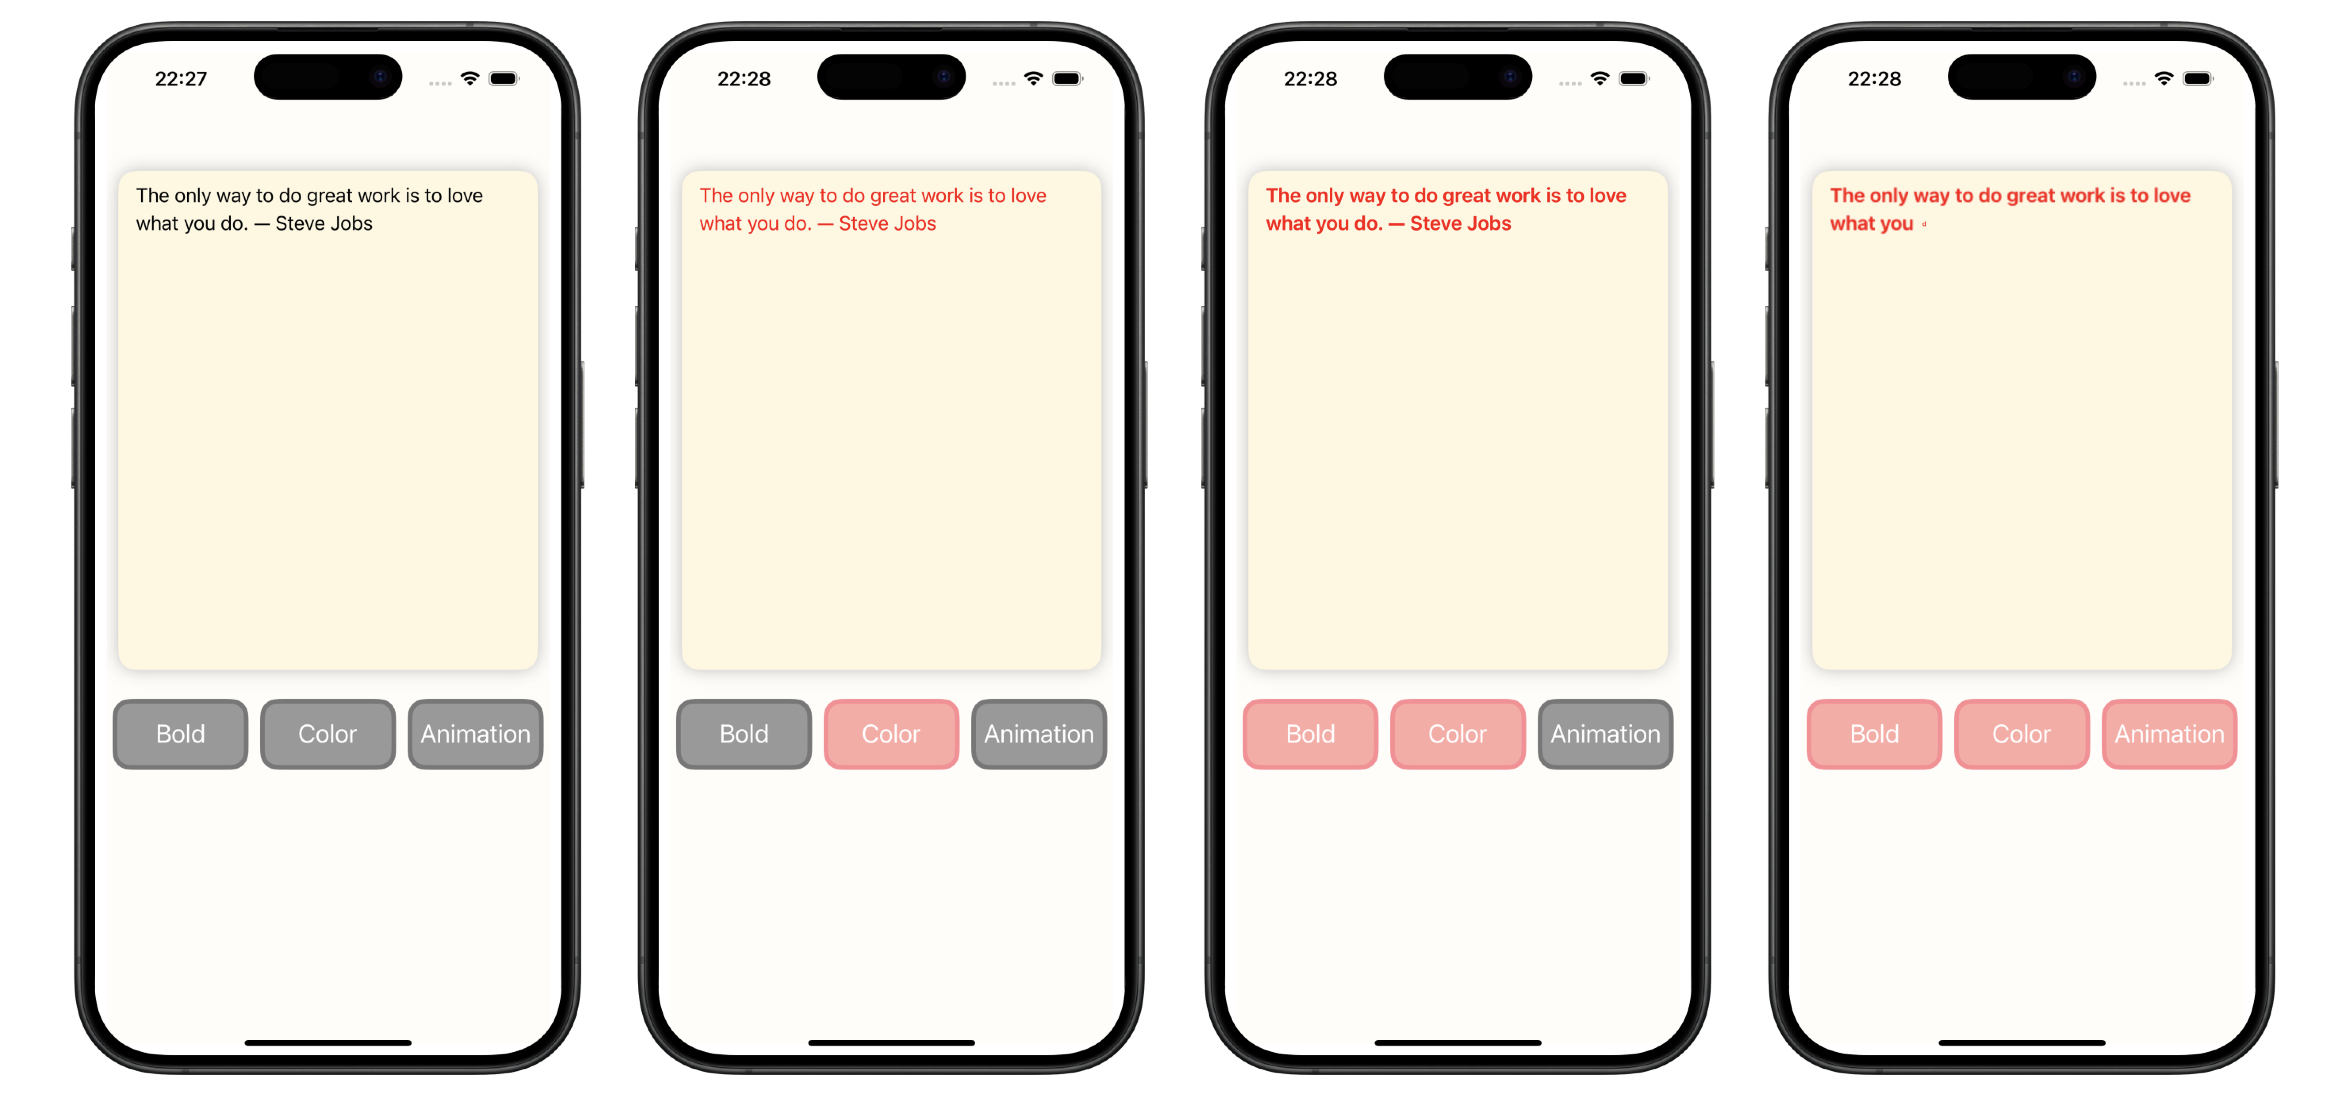 22:27
The only way to do great work is to love
what you do. — Steve Jobs
Bold
Color
Animation
22:28
The only way to do great work is to love
what you do. — Steve Jobs
Bold
Color
Animation
22:28
The only way to do great work is to love
what you do. — Steve Jobs
Bold
Color
Animation
22:28
The only way to do great work is to love
what you d
Bold
Color
Animation